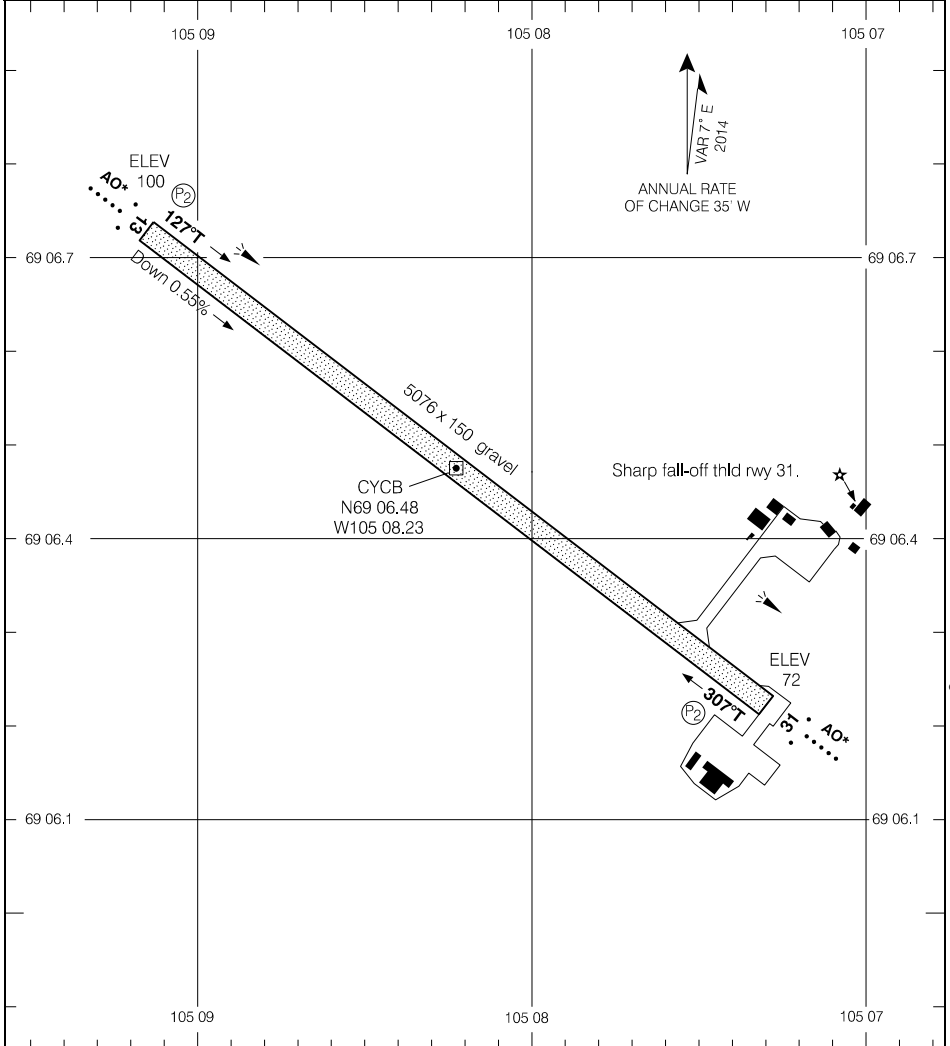 105 09
105 08
105 07
VAR 7° E
2014
ANNUAL RATE
OF CHANGE 35' W
ELEV
100
AO*
P2
13
127°T
69 06.7
69 06.7
Down 0.55%
5076 x 150 gravel
CYCB
N69 06.48
W105 08.23
Sharp fall-off thld rwy 31.
69 06.4
69 06.4
ELEV
72
307°T
P2
31
AO*
69 06.1
69 06.1
105 09
105 08
105 07